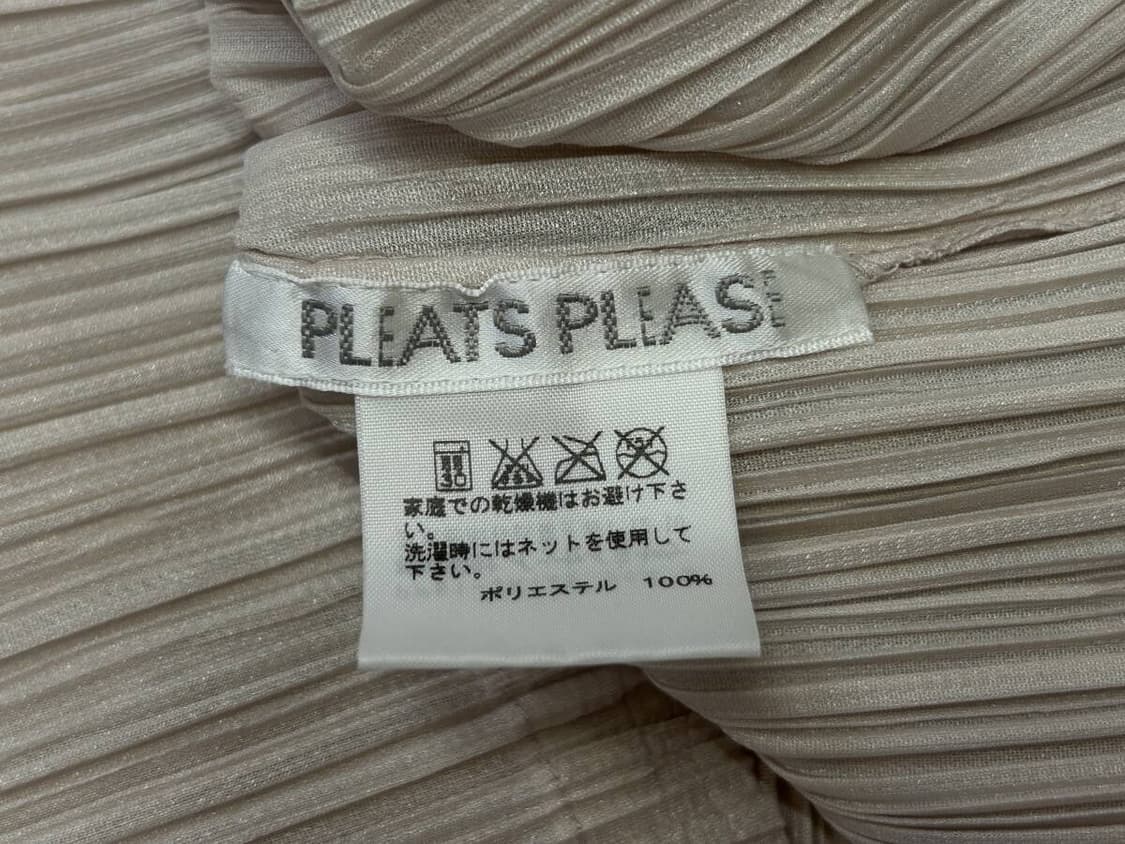 PLEATS PLEASE
30
家庭での乾燥機はお避け下さ
い。
洗濯時にはネットを使用して
下さい。
ポリエステル 100%